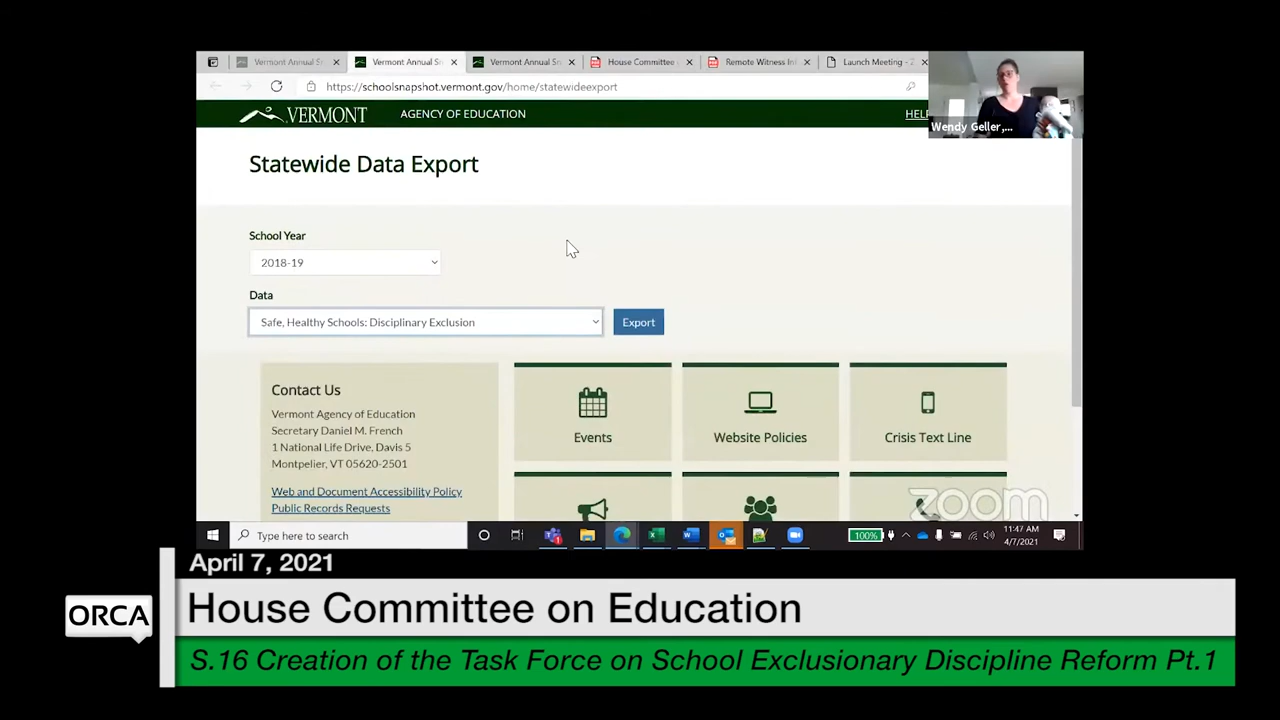 Vermont Annual Sn
Vermont Annual Sn
Vermont Annual Sn
House Committee
Remote Witness Ini
Launch Meeting - Z
https://schoolsnapshot.vermont.gov/home/statewideexport
VERMONT
AGENCY OF EDUCATION
HELP
Wendy Geller,...
Statewide Data Export
School Year
2018-19
Data
Safe, Healthy Schools: Disciplinary Exclusion
Export
Contact Us
Vermont Agency of Education
Secretary Daniel M. French
1 National Life Drive, Davis 5
Montpelier, VT 05620-2501
Web and Document Accessibility Policy
Public Records Requests
Events
Website Policies
Crisis Text Line
zoom
Type here to search
100%
11:47 AM
4/7/2021
April 7, 2021
ORCA
House Committee on Education
S.16 Creation of the Task Force on School Exclusionary Discipline Reform Pt.1